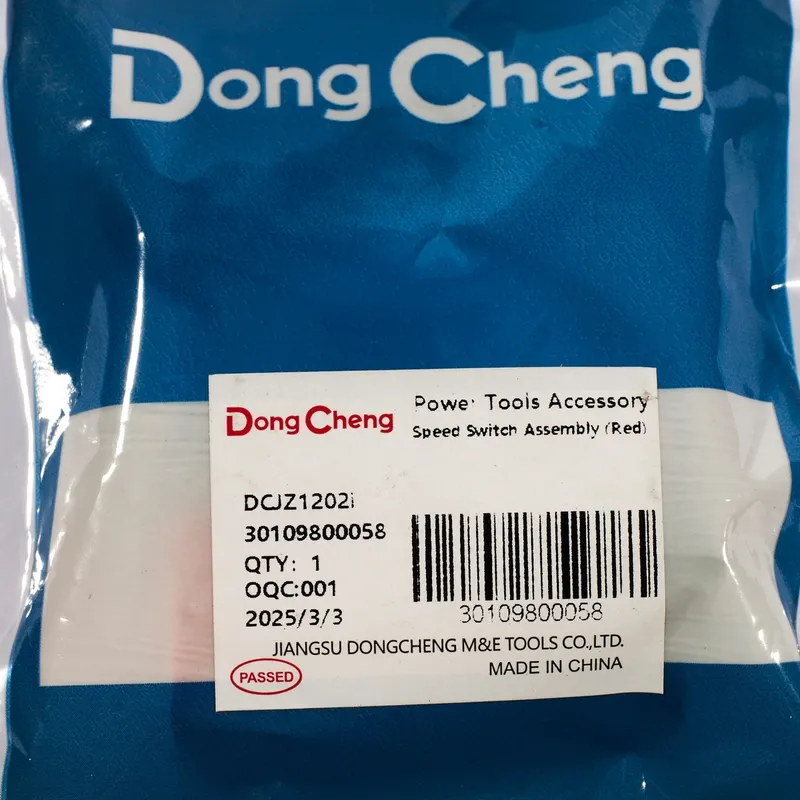 Dong Cheng
Dong Cheng
Power Tools Accessory
Speed Switch Assembly (Red)
DCJZ1202i
30109800058
QTY: 1
OQC:001
2025/3/3
30109800058
JIANGSU DONGCHENG M&E TOOLS CO.,LTD.
PASSED
MADE IN CHINA